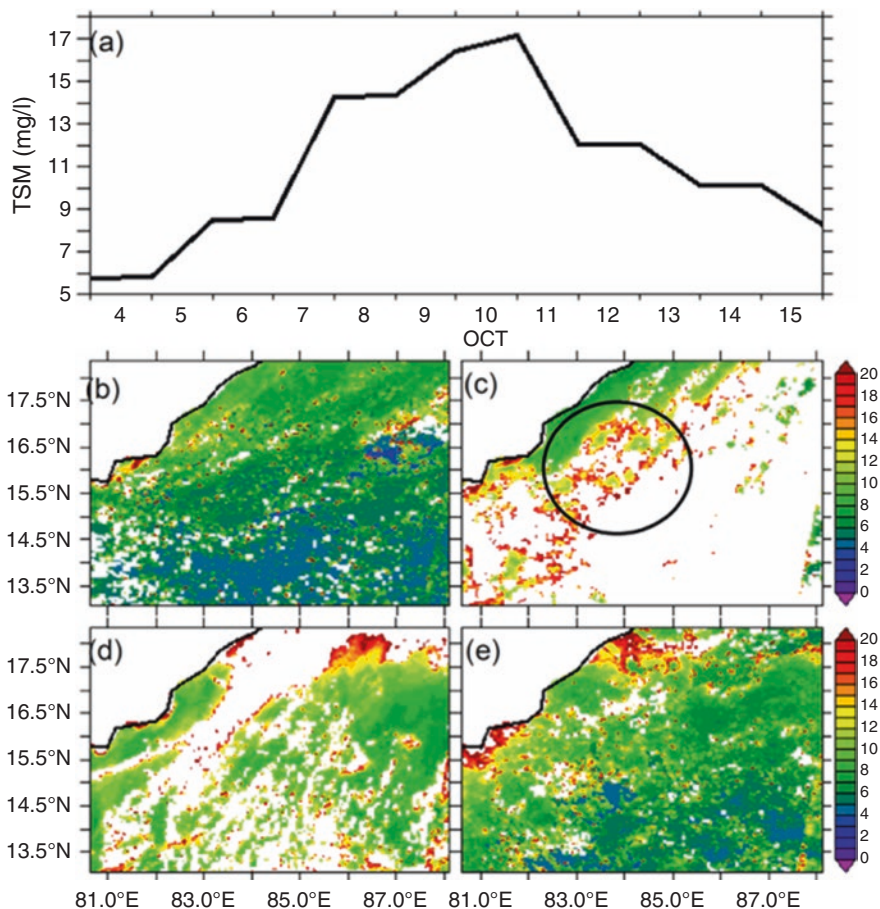 (a)
17
15
13
11
9
7
5
TSM (mg/l)
4 5 6 7 8 9 10 11 12 13 14 15
OCT
(b)
(c)
17.5°N
16.5°N
15.5°N
14.5°N
13.5°N
20
18
16
14
12
10
8
6
4
2
0
(d)
(e)
17.5°N
16.5°N
15.5°N
14.5°N
13.5°N
20
18
16
14
12
10
8
6
4
2
0
81.0°E 83.0°E 85.0°E 87.0°E 81.0°E 83.0°E 85.0°E 87.0°E